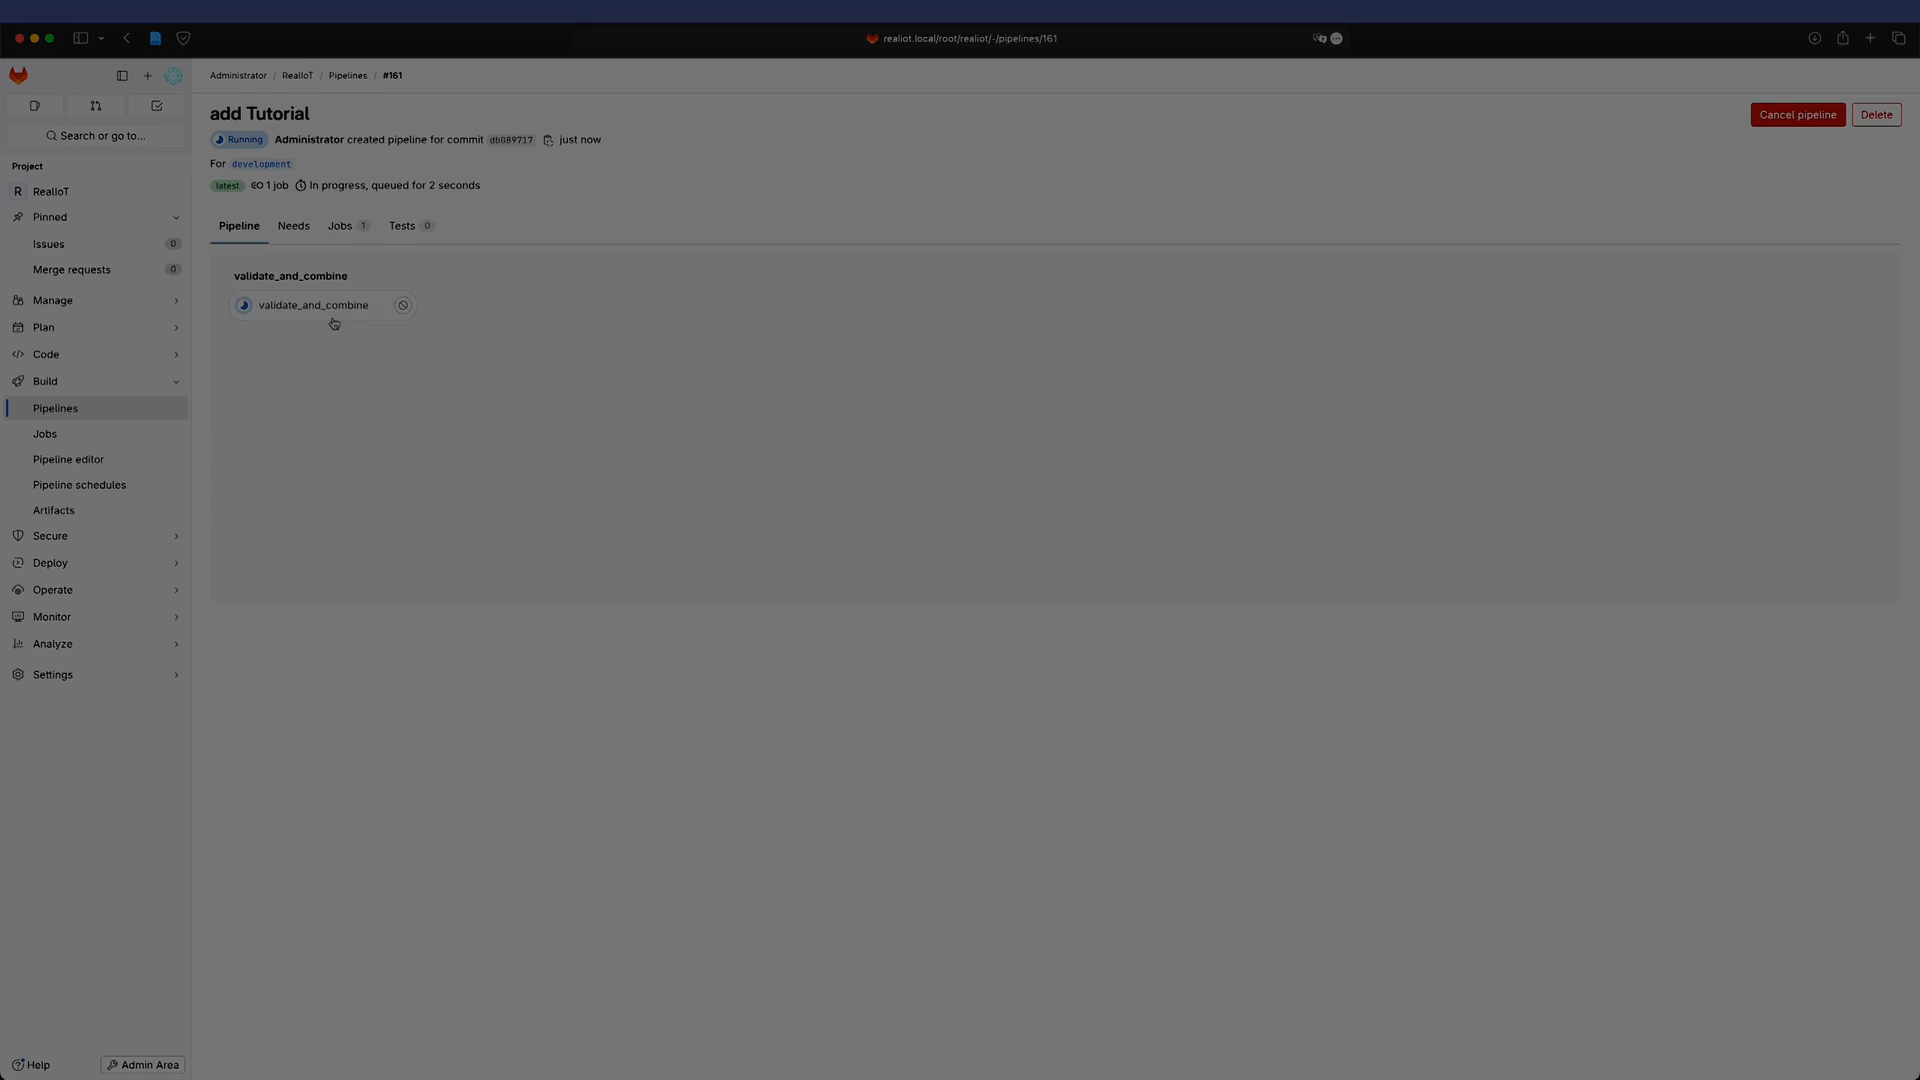 realiot.local/root/realiot/-/pipelines/161
Administrator / RealIoT / Pipelines / #161
Search or go to...
Project
R RealIoT
Pinned
Issues 0
Merge requests 0
Manage
Plan
Code
Build
Pipelines
Jobs
Pipeline editor
Pipeline schedules
Artifacts
Secure
Deploy
Operate
Monitor
Analyze
Settings
Help
Admin Area
add Tutorial
Cancel pipeline
Delete
Running Administrator created pipeline for commit db089717 just now
For development
latest 1 job In progress, queued for 2 seconds
Pipeline Needs Jobs 1 Tests 0
validate_and_combine
validate_and_combine